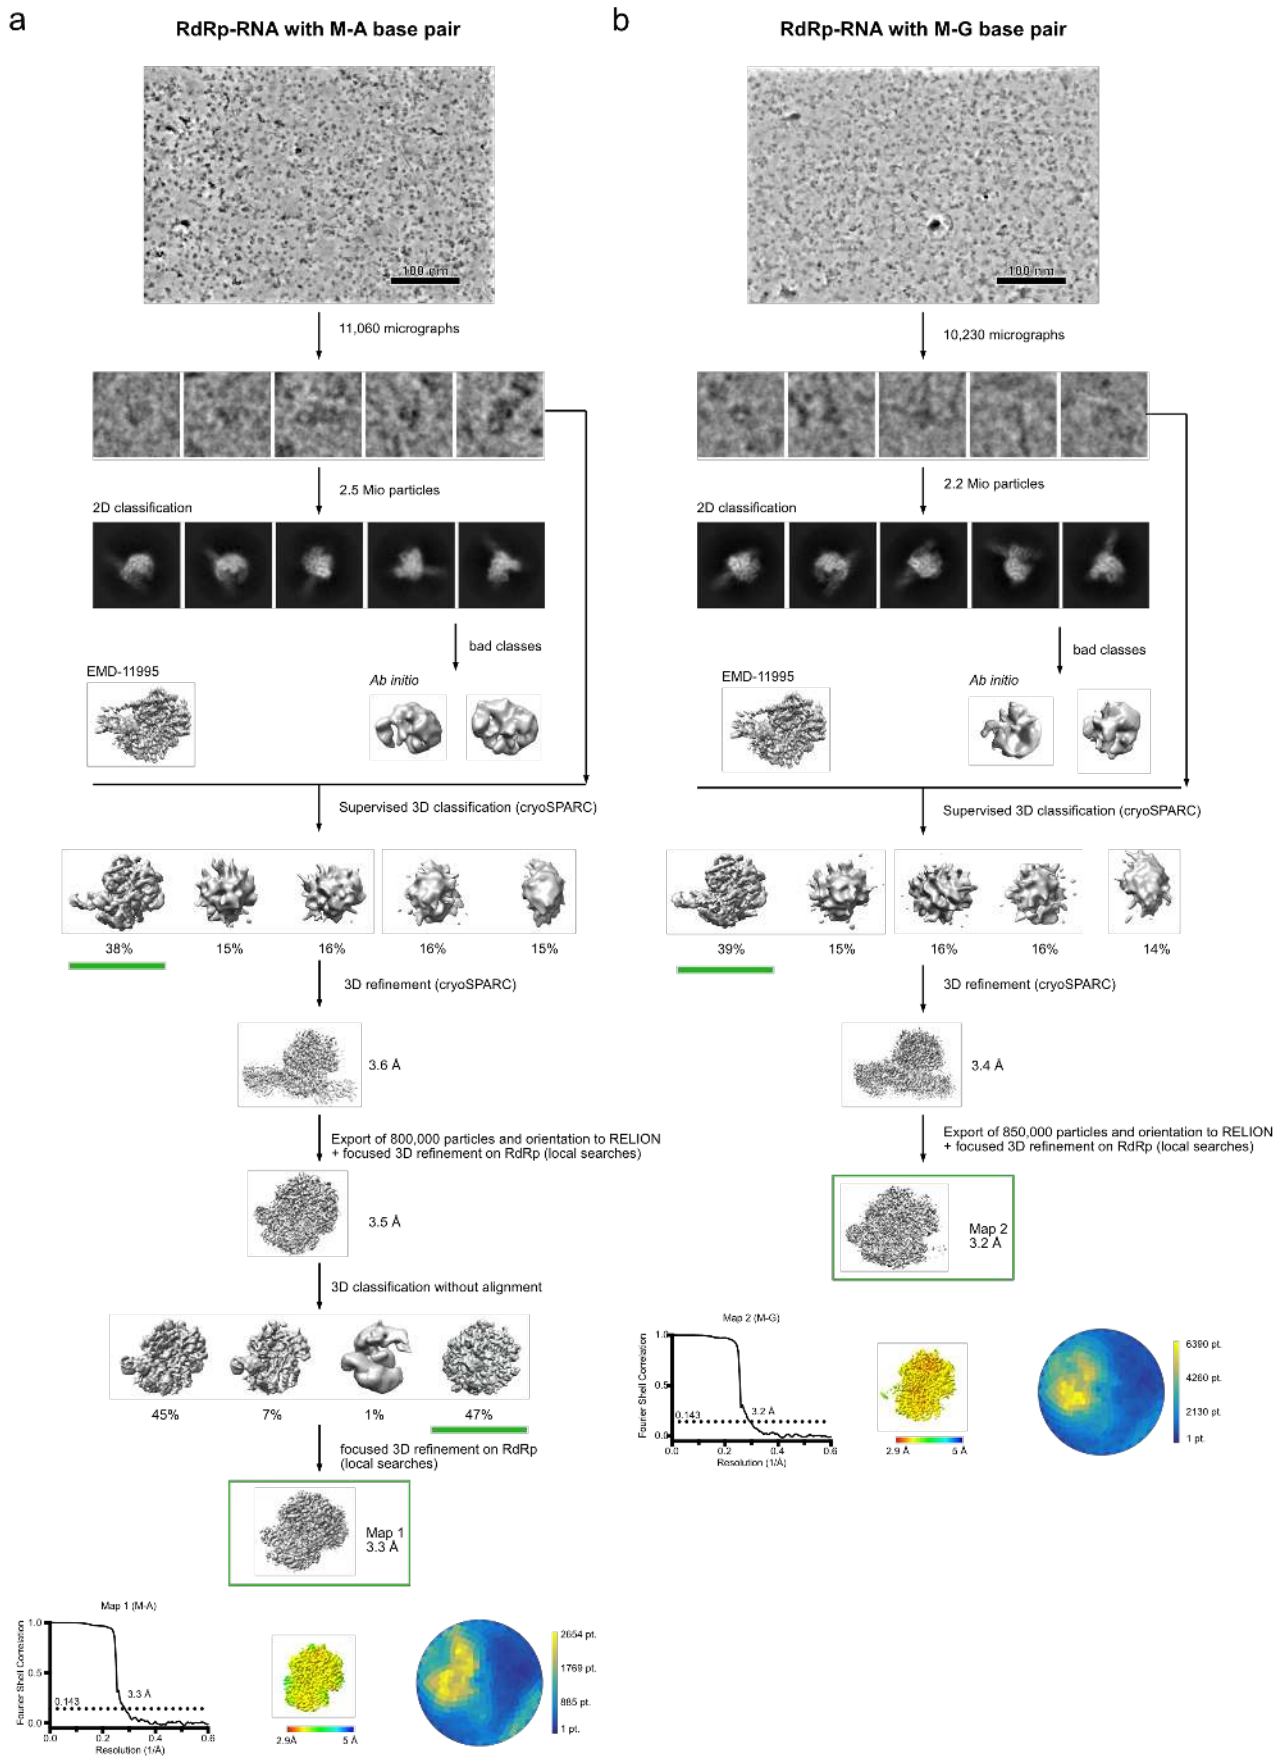 a
RdRp-RNA with M-A base pair
100 nm
11,060 micrographs
2.5 Mio particles
2D classification
bad classes
EMD-11995
Ab initio
Supervised 3D classification (cryoSPARC)
38%
15%
16%
16%
15%
3D refinement (cryoSPARC)
3.6 Å
Export of 800,000 particles and orientation to RELION
+ focused 3D refinement on RdRp (local searches)
3.5 Å
3D classification without alignment
45%
7%
1%
47%
focused 3D refinement on RdRp
(local searches)
Map 1
3.3 Å
Map 1 (M-A)
Fourier Shell Correlation
1.0
0.5
0.0
0.143
3.3 Å
0.0
0.2
0.4
0.6
Resolution (1/Å)
2.9Å
5 Å
2654 pt.
1769 pt.
885 pt.
1 pt.
b
RdRp-RNA with M-G base pair
100 nm
10,230 micrographs
2.2 Mio particles
2D classification
bad classes
EMD-11995
Ab initio
Supervised 3D classification (cryoSPARC)
39%
15%
16%
16%
14%
3D refinement (cryoSPARC)
3.4 Å
Export of 850,000 particles and orientation to RELION
+ focused 3D refinement on RdRp (local searches)
Map 2
3.2 Å
Map 2 (M-G)
Fourier Shell Correlation
1.0
0.5
0.0
0.143
3.2 Å
0.0
0.2
0.4
0.6
Resolution (1/Å)
2.9 Å
5 Å
6390 pt.
4260 pt.
2130 pt.
1 pt.